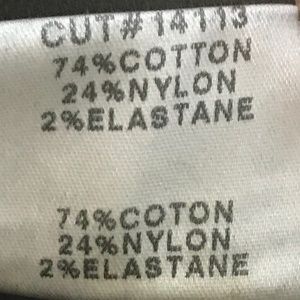 CUT# 14113
74%COTTON
24%NYLON
2%ELASTANE
74%COTON
24%NYLON
2%ELASTANE